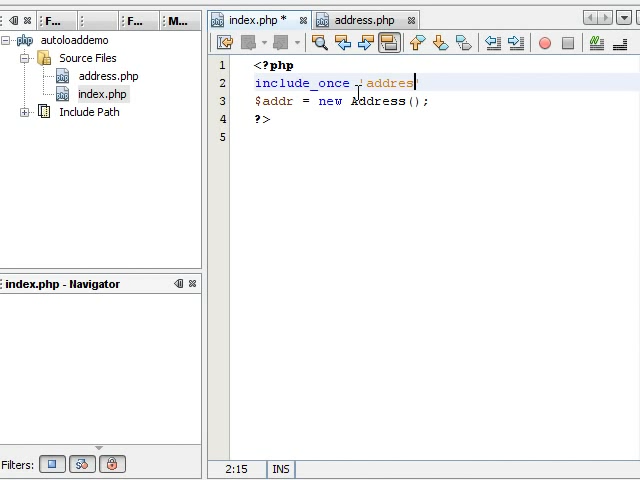 F...
F...
M...
index.php *
address.php
autoloaddemo
Source Files
address.php
index.php
Include Path
1 <?php
2 include_once 'addres'
3 $addr = new Address();
4 ?>
5
index.php - Navigator
Filters:
2:15 INS